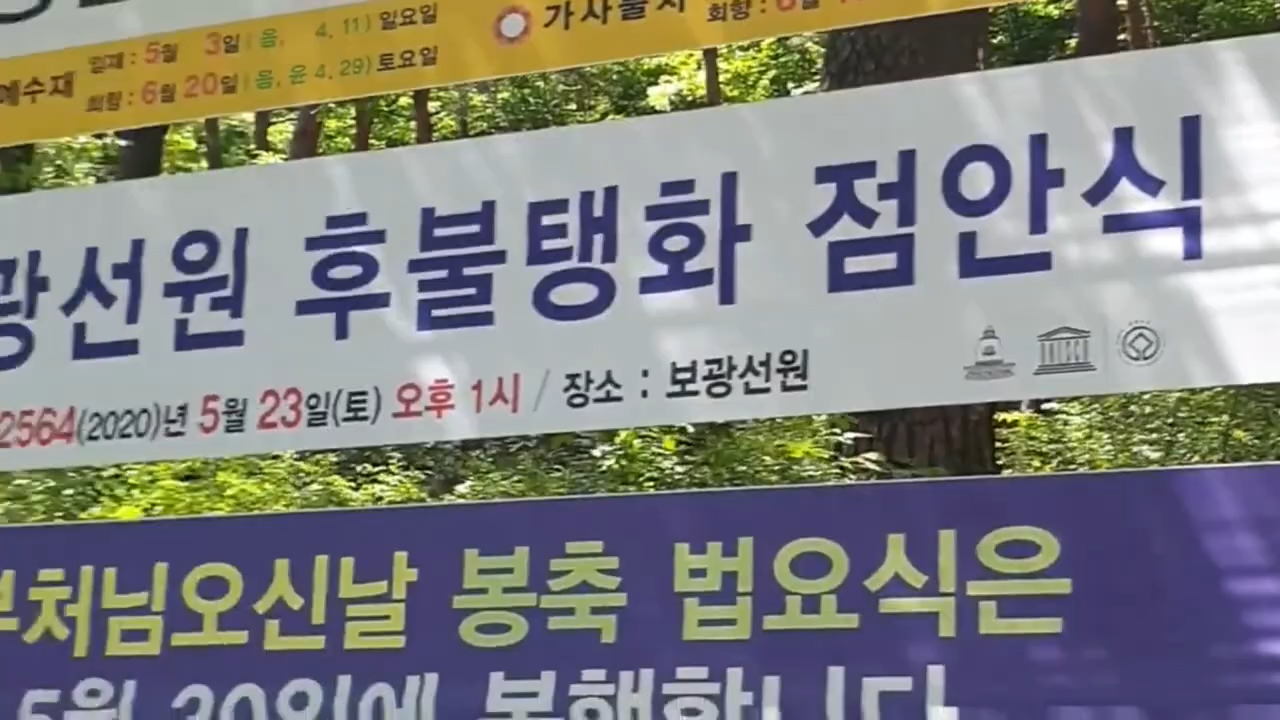 입재 : 5월 3일(음, 4, 11) 일요일
예수재
회향 : 6월 20일(음, 윤 4, 29) 토요일
가사불사
회향 : 6월
광선원 후불탱화 점안식
2564(2020)년 5월 23일(토) 오후 1시 / 장소 : 보광선원
UNESCO
부처님오신날 봉축 법요식은
5월 30일에 봉행합니다